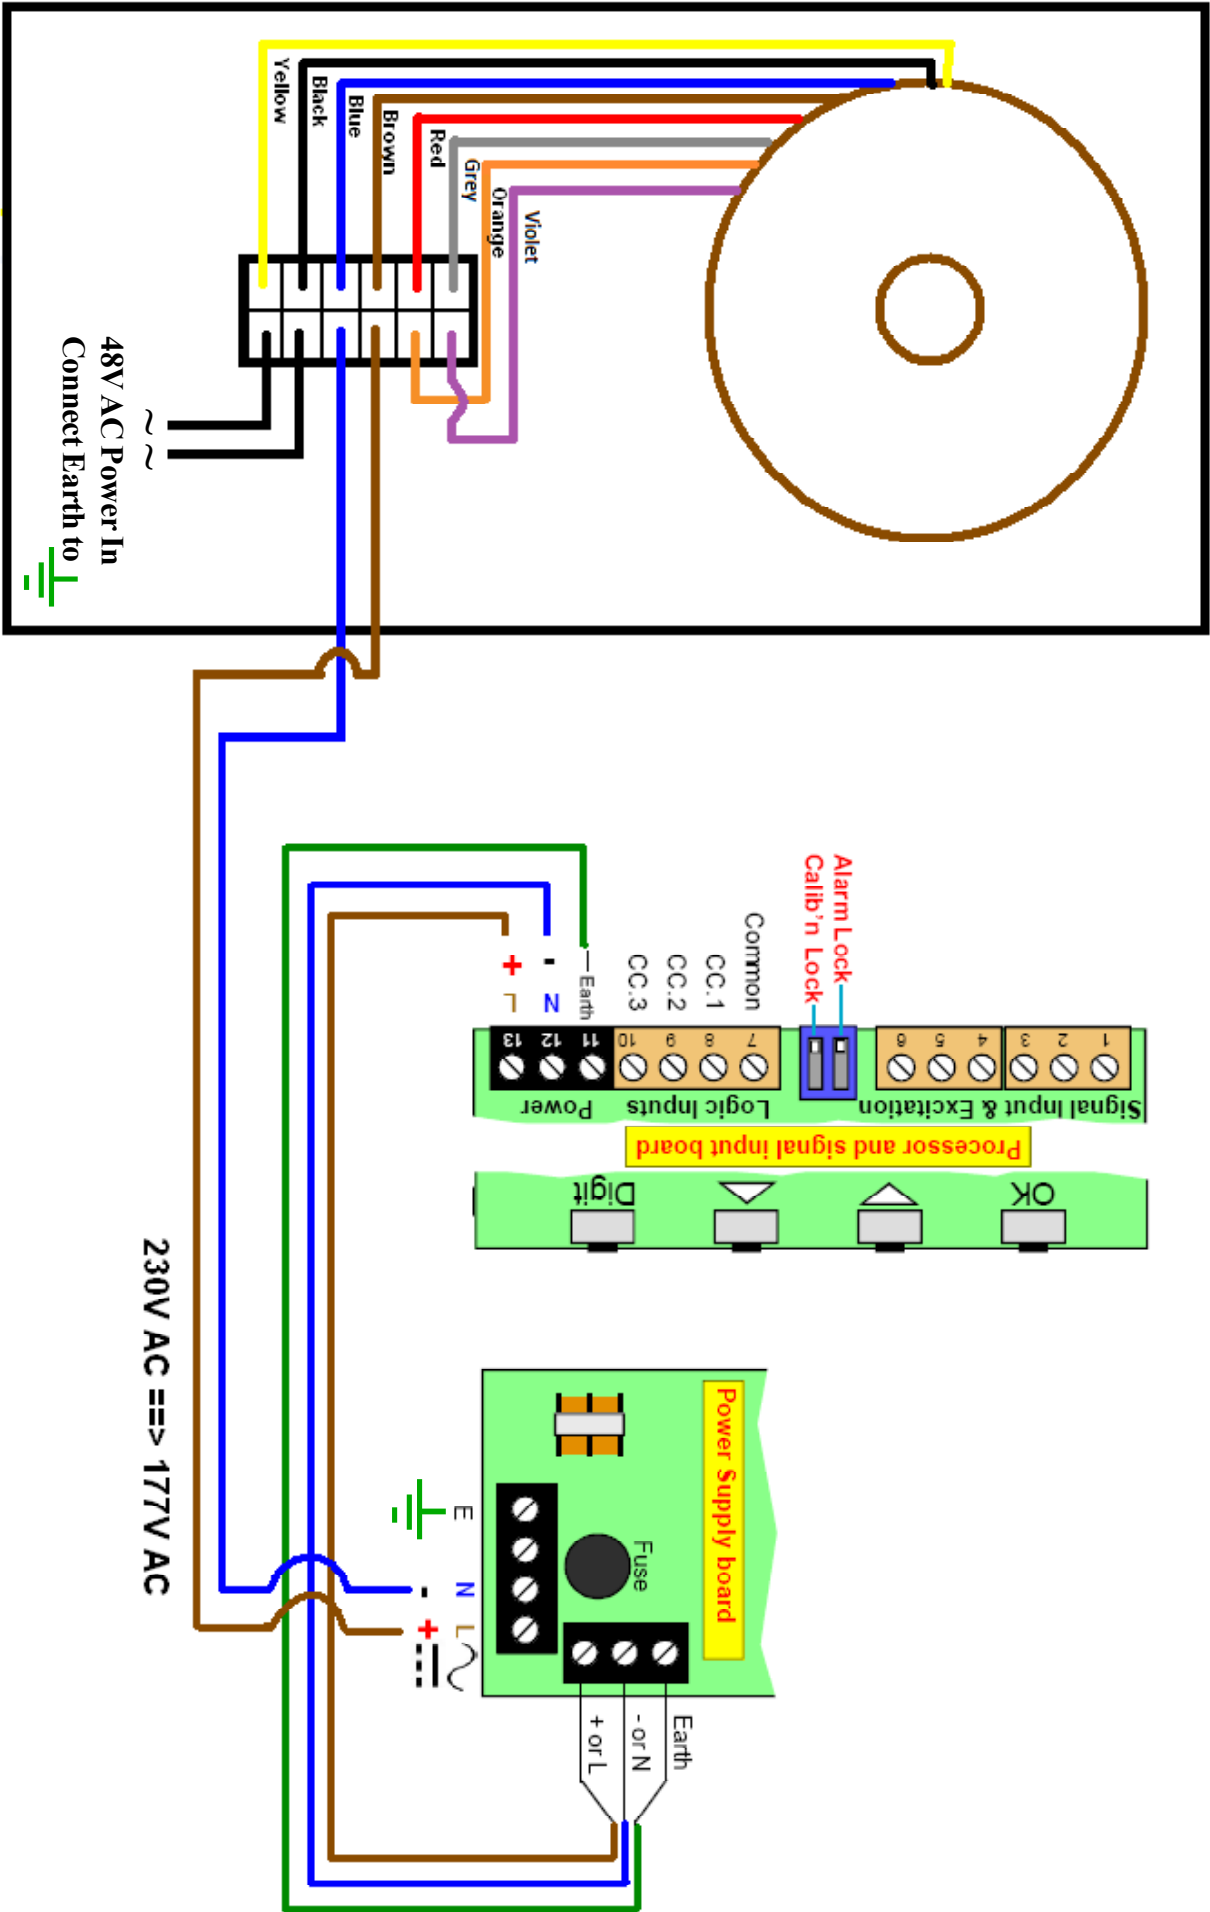 Yellow
Black
Blue
Brown
Red
Grey
Orange
Violet
48V AC Power In
Connect Earth to
~ ~
Alarm Lock
Calib'n Lock
Common
CC.1
CC.2
CC.3
Earth
- N
+ L
1 2 3 4 5 6 7 8 9 10 11 12 13
Signal Input & Excitation
Logic Inputs
Power
Processor and signal input board
OK
Digit
230V AC ==> 177V AC
Power Supply board
Fuse
E
N -
L +
Earth
- or N
+ or L